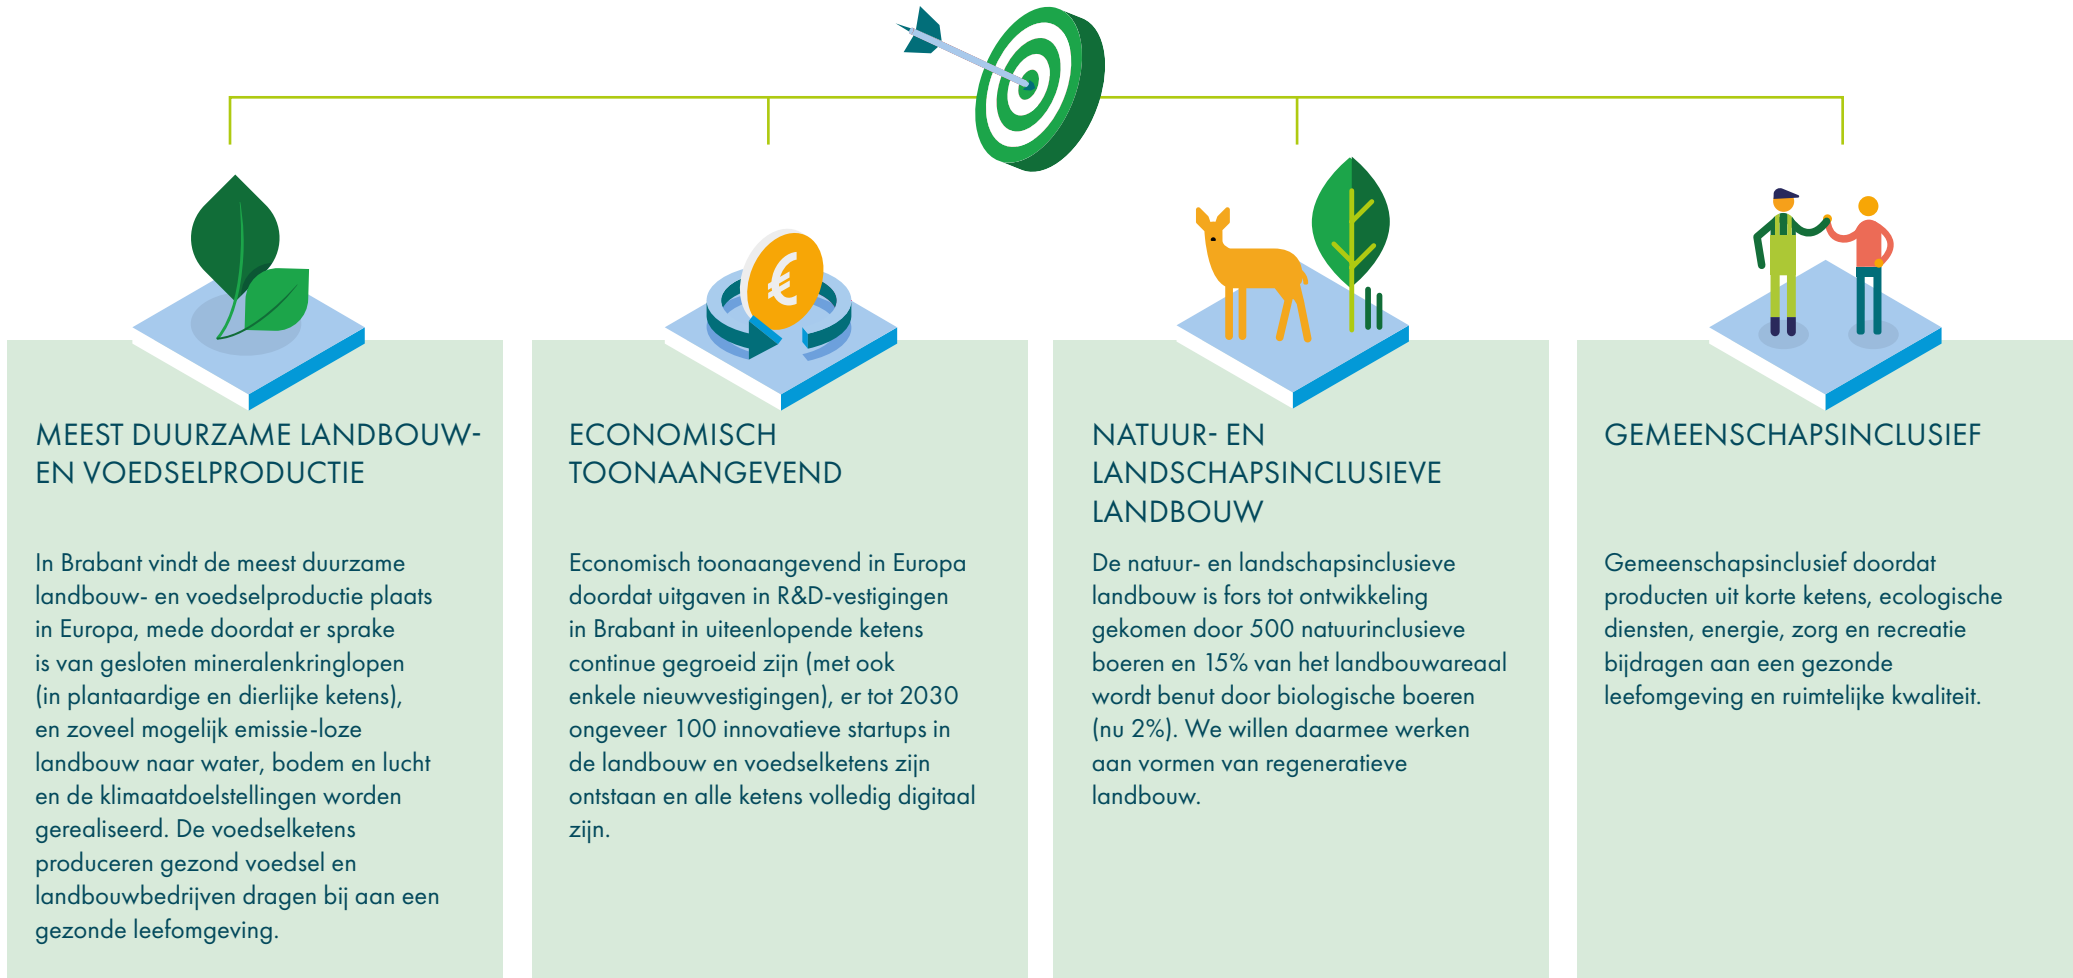 MEEST DUURZAME LANDBOUW-
EN VOEDSELPRODUCTIE
In Brabant vindt de meest duurzame
landbouw- en voedselproductie plaats
in Europa, mede doordat er sprake
is van gesloten mineralenkringlopen
(in plantaardige en dierlijke ketens),
en zoveel mogelijk emissie-loze
landbouw naar water, bodem en lucht
en de klimaatdoelstellingen worden
gerealiseerd. De voedselketens
produceren gezond voedsel en
landbouwbedrijven dragen bij aan een
gezonde leefomgeving.
€
ECONOMISCH
TOONAANGEVEND
Economisch toonaangevend in Europa
doordat uitgaven in R&D-vestigingen
in Brabant in uiteenlopende ketens
continue gegroeid zijn (met ook
enkele nieuwvestigingen), er tot 2030
ongeveer 100 innovatieve startups in
de landbouw en voedselketens zijn
ontstaan en alle ketens volledig digitaal
zijn.
NATUUR- EN
LANDSCHAPSINCLUSIEVE
LANDBOUW
De natuur- en landschapsinclusieve
landbouw is fors tot ontwikkeling
gekomen door 500 natuurinclusieve
boeren en 15% van het landbouwareaal
wordt benut door biologische boeren
(nu 2%). We willen daarmee werken
aan vormen van regeneratieve
landbouw.
GEMEENSCHAPSINCLUSIEF
Gemeenschapsinclusief doordat
producten uit korte ketens, ecologische
diensten, energie, zorg en recreatie
bijdragen aan een gezonde
leefomgeving en ruimtelijke kwaliteit.